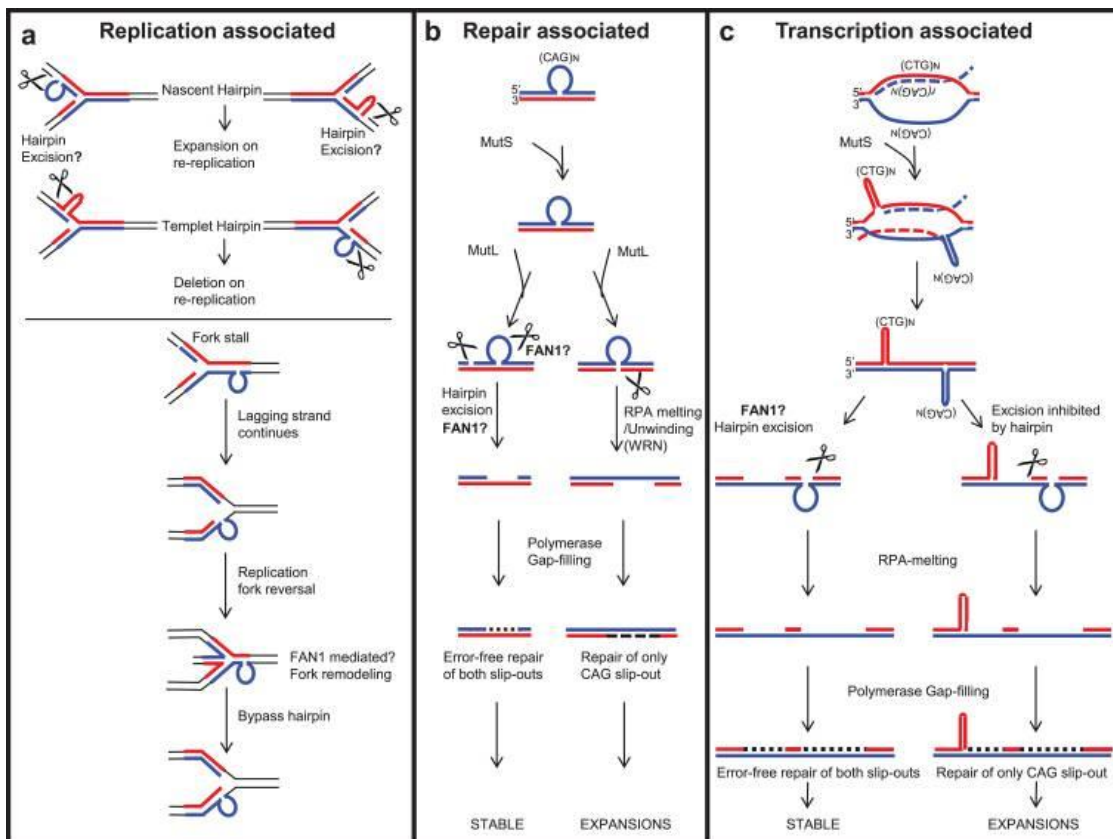 a
Replication associated
Nascent Hairpin
Hairpin
Excision?
Expansion on
re-replication
Hairpin
Excision?
Templet Hairpin
Deletion on
re-replication
Fork stall
Lagging strand
continues
Replication
fork reversal
FAN1 mediated?
Fork remodeling
Bypass hairpin
b
Repair associated
(CAG)N
5'
3'
MutS
MutL
MutL
FAN1?
Hairpin
excision
FAN1?
RPA melting
/Unwinding
(WRN)
Polymerase
Gap-filling
Error-free repair
of both slip-outs
Repair of only
CAG slip-out
STABLE
EXPANSIONS
c
Transcription associated
(CTG)N
5'
3'
r(CAG)N
(CAG)N
MutS
(CTG)N
5'
3'
(CAG)N
(CTG)N
5'
3'
(CAG)N
FAN1?
Hairpin excision
Excision inhibited
by hairpin
RPA-melting
Polymerase Gap-filling
Error-free repair of both slip-outs
Repair of only CAG slip-out
STABLE
EXPANSIONS